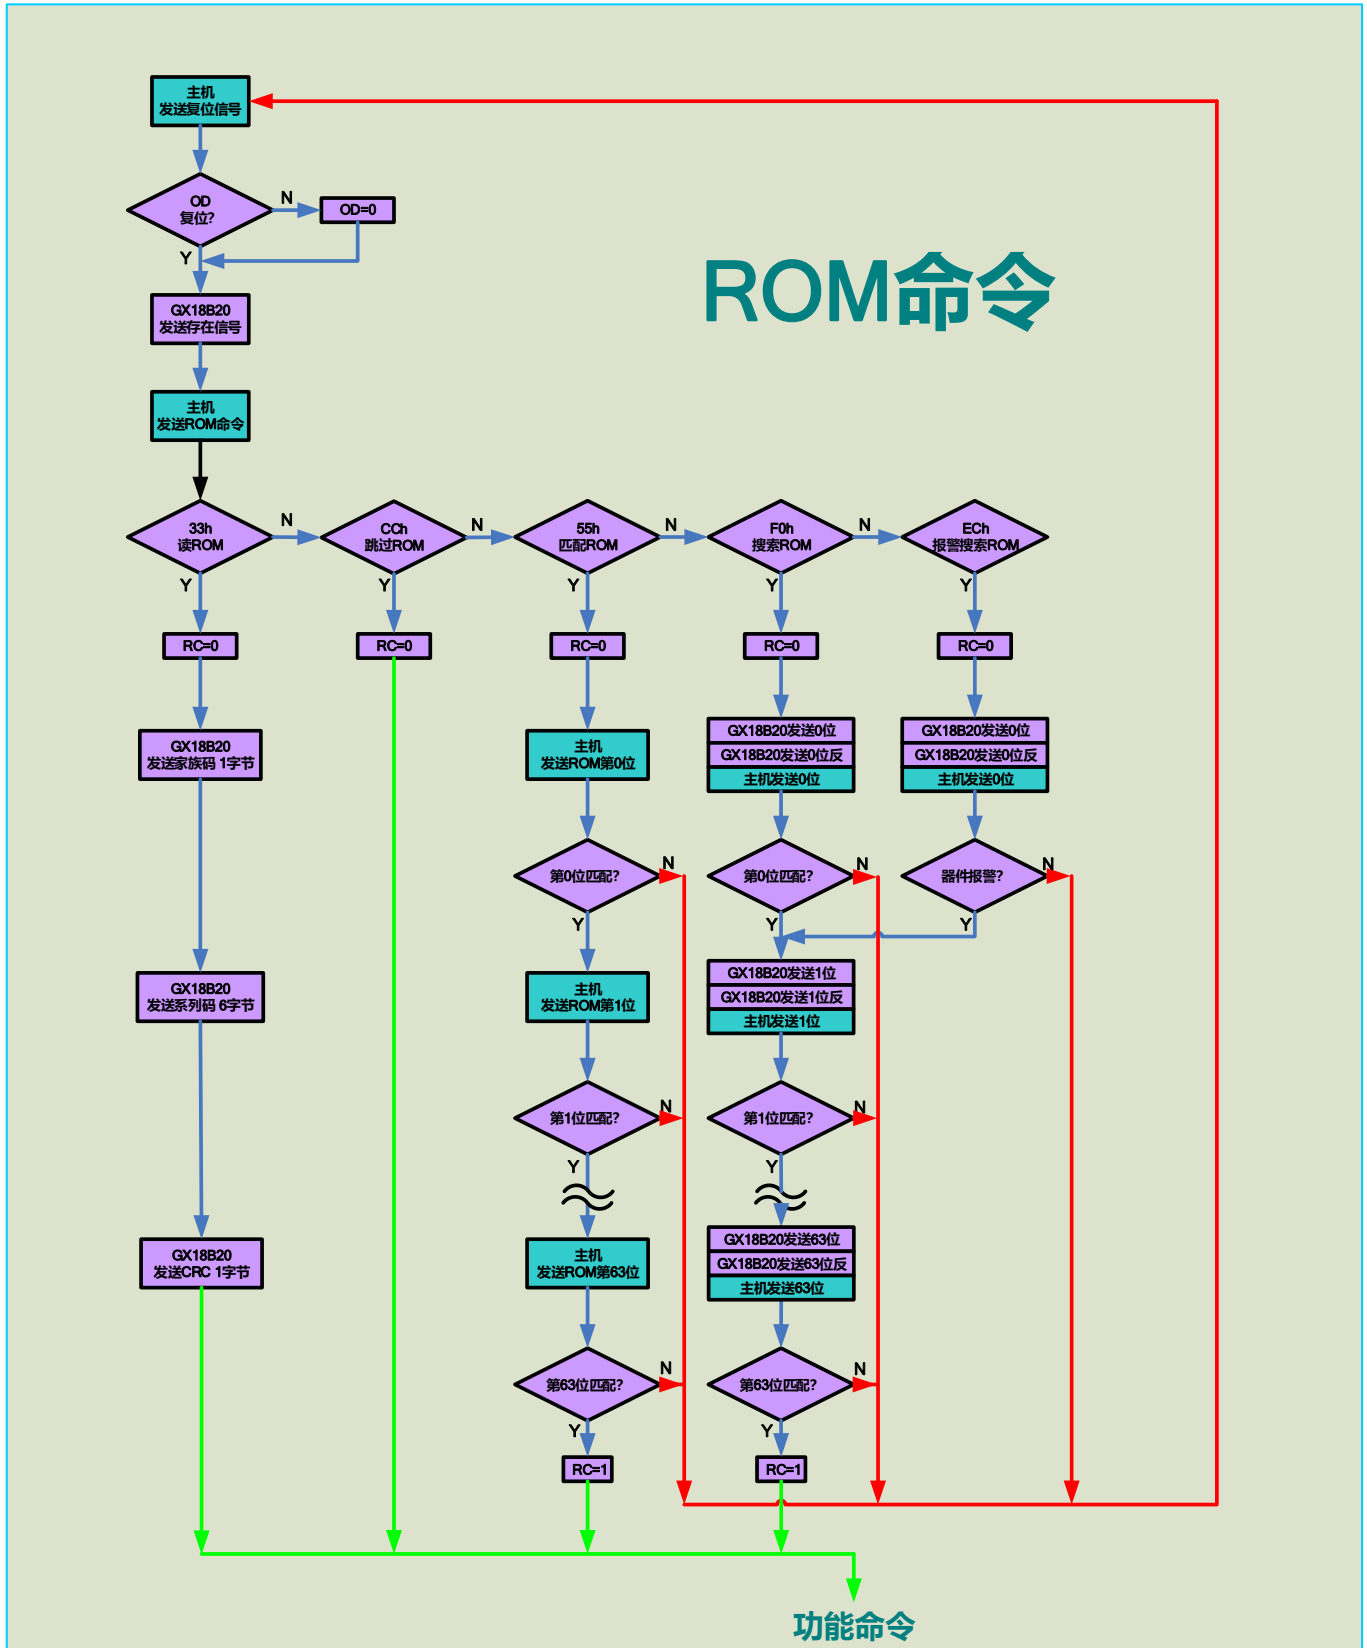 主机
发送复位信号
OD
复位?
N
OD=0
Y
ROM命令
GX18B20
发送存在信号
主机
发送ROM命令
33h
读ROM
N
CCh
跳过ROM
N
55h
匹配ROM
N
F0h
搜索ROM
N
ECh
报警搜索ROM
Y
Y
Y
Y
Y
RC=0
RC=0
RC=0
RC=0
RC=0
GX18B20
发送家族码 1字节
主机
发送ROM第0位
GX18B20发送0位
GX18B20发送0位反
主机发送0位
GX18B20发送0位
GX18B20发送0位反
主机发送0位
第0位匹配?
N
第0位匹配?
N
器件报警?
N
Y
Y
Y
GX18B20
发送系列码 6字节
主机
发送ROM第1位
GX18B20发送1位
GX18B20发送1位反
主机发送1位
第1位匹配?
N
第1位匹配?
N
Y
Y
GX18B20
发送CRC 1字节
主机
发送ROM第63位
GX18B20发送63位
GX18B20发送63位反
主机发送63位
第63位匹配?
N
第63位匹配?
N
Y
Y
RC=1
RC=1
功能命令